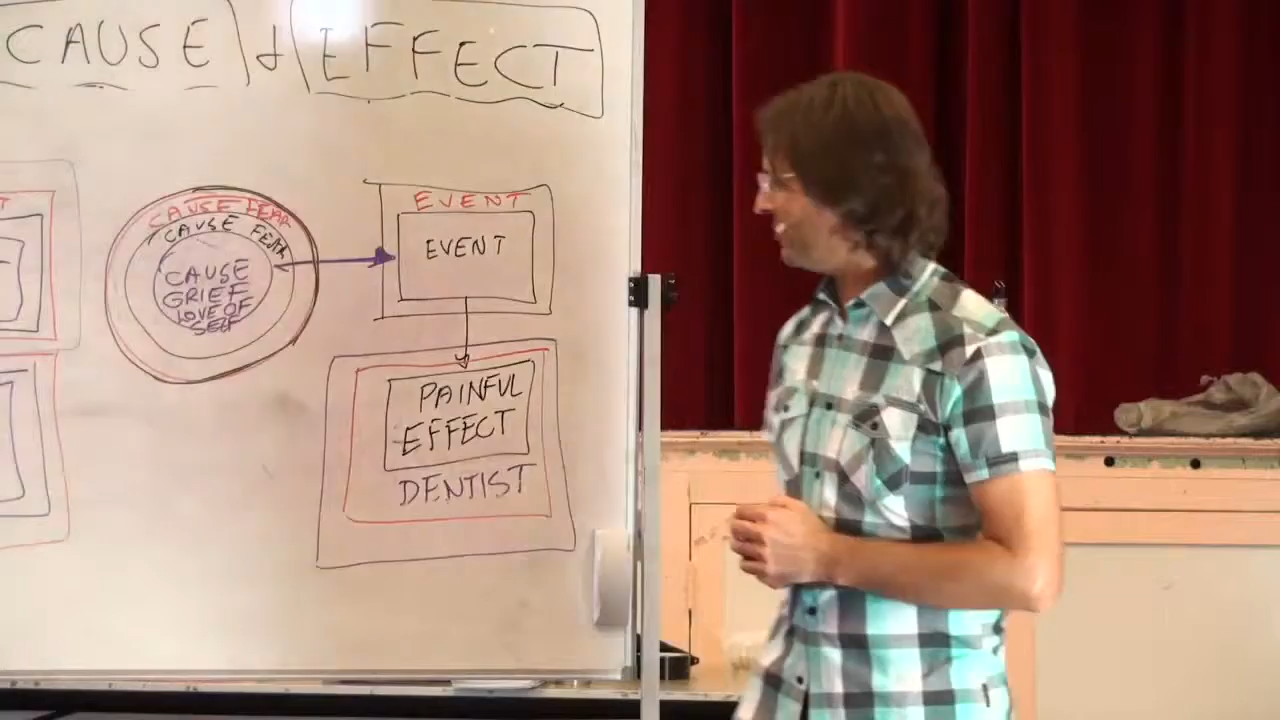 CAUSE & EFFECT
T
CAUSE FEAR
CAUSE FEAR
CAUSE
GRIEF
LOVE OF
SELF
EVENT
EVENT
PAINFUL
EFFECT
DENTIST